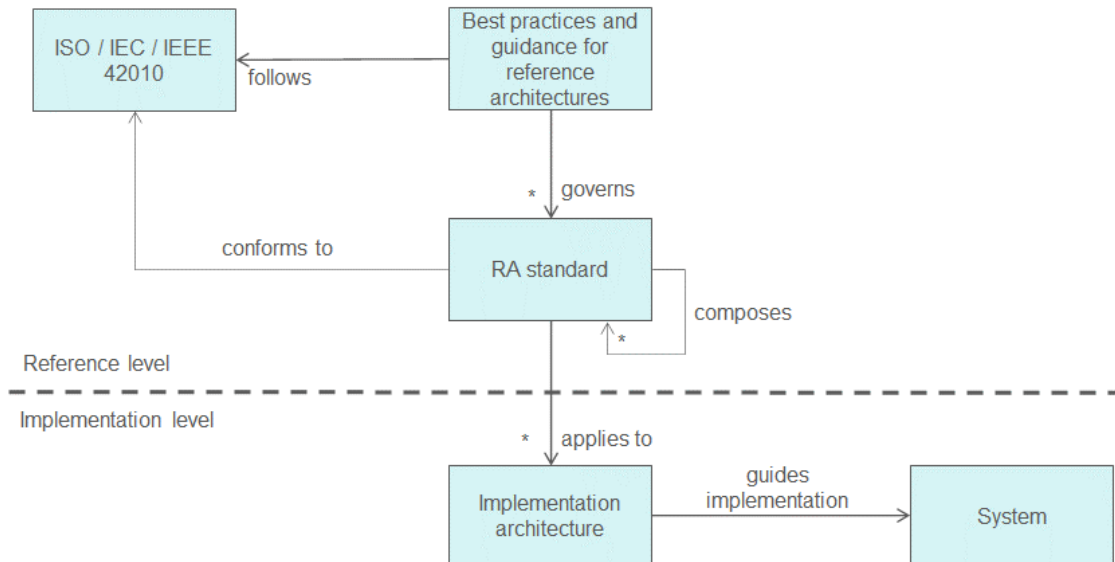 ISO / IEC / IEEE
42010
Best practices and
guidance for
reference
architectures
follows
* governs
conforms to
RA standard
composes
*
Reference level
Implementation level
* applies to
Implementation
architecture
guides
implementation
System